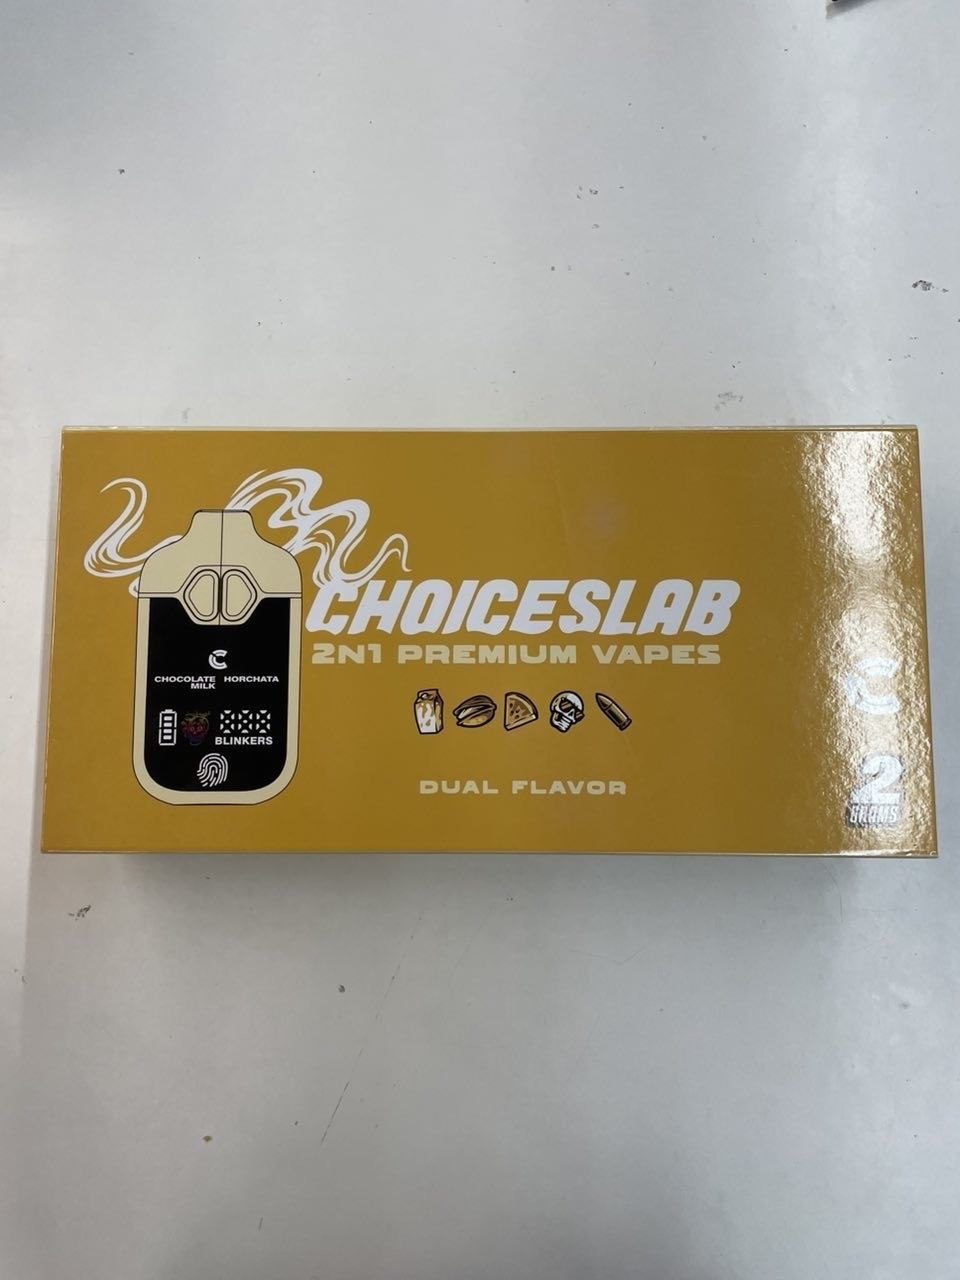 CHOICESLAB
2N1 PREMIUM VAPES
CHOCOLATE MILK
HORCHATA
BLINKERS
DUAL FLAVOR
2
GRAMS